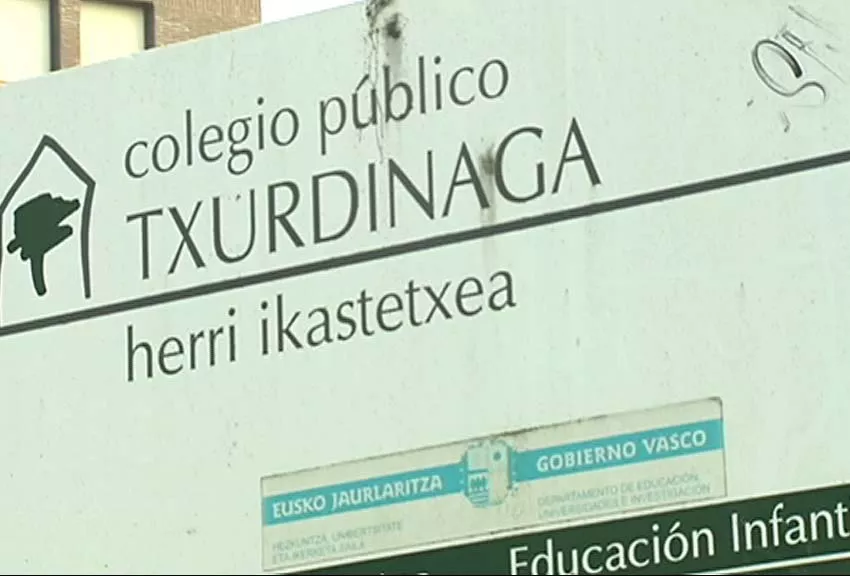 colegio público
TXURDINAGA
herri ikastetxea
EUSKO JAURLARITZA
GOBIERNO VASCO
HEZKUNTZA, UNIBERTSITATE
ETA IKERKETA SAILA
DEPARTAMENTO DE EDUCACIÓN,
UNIVERSIDADES E INVESTIGACIÓN
Educación Infant